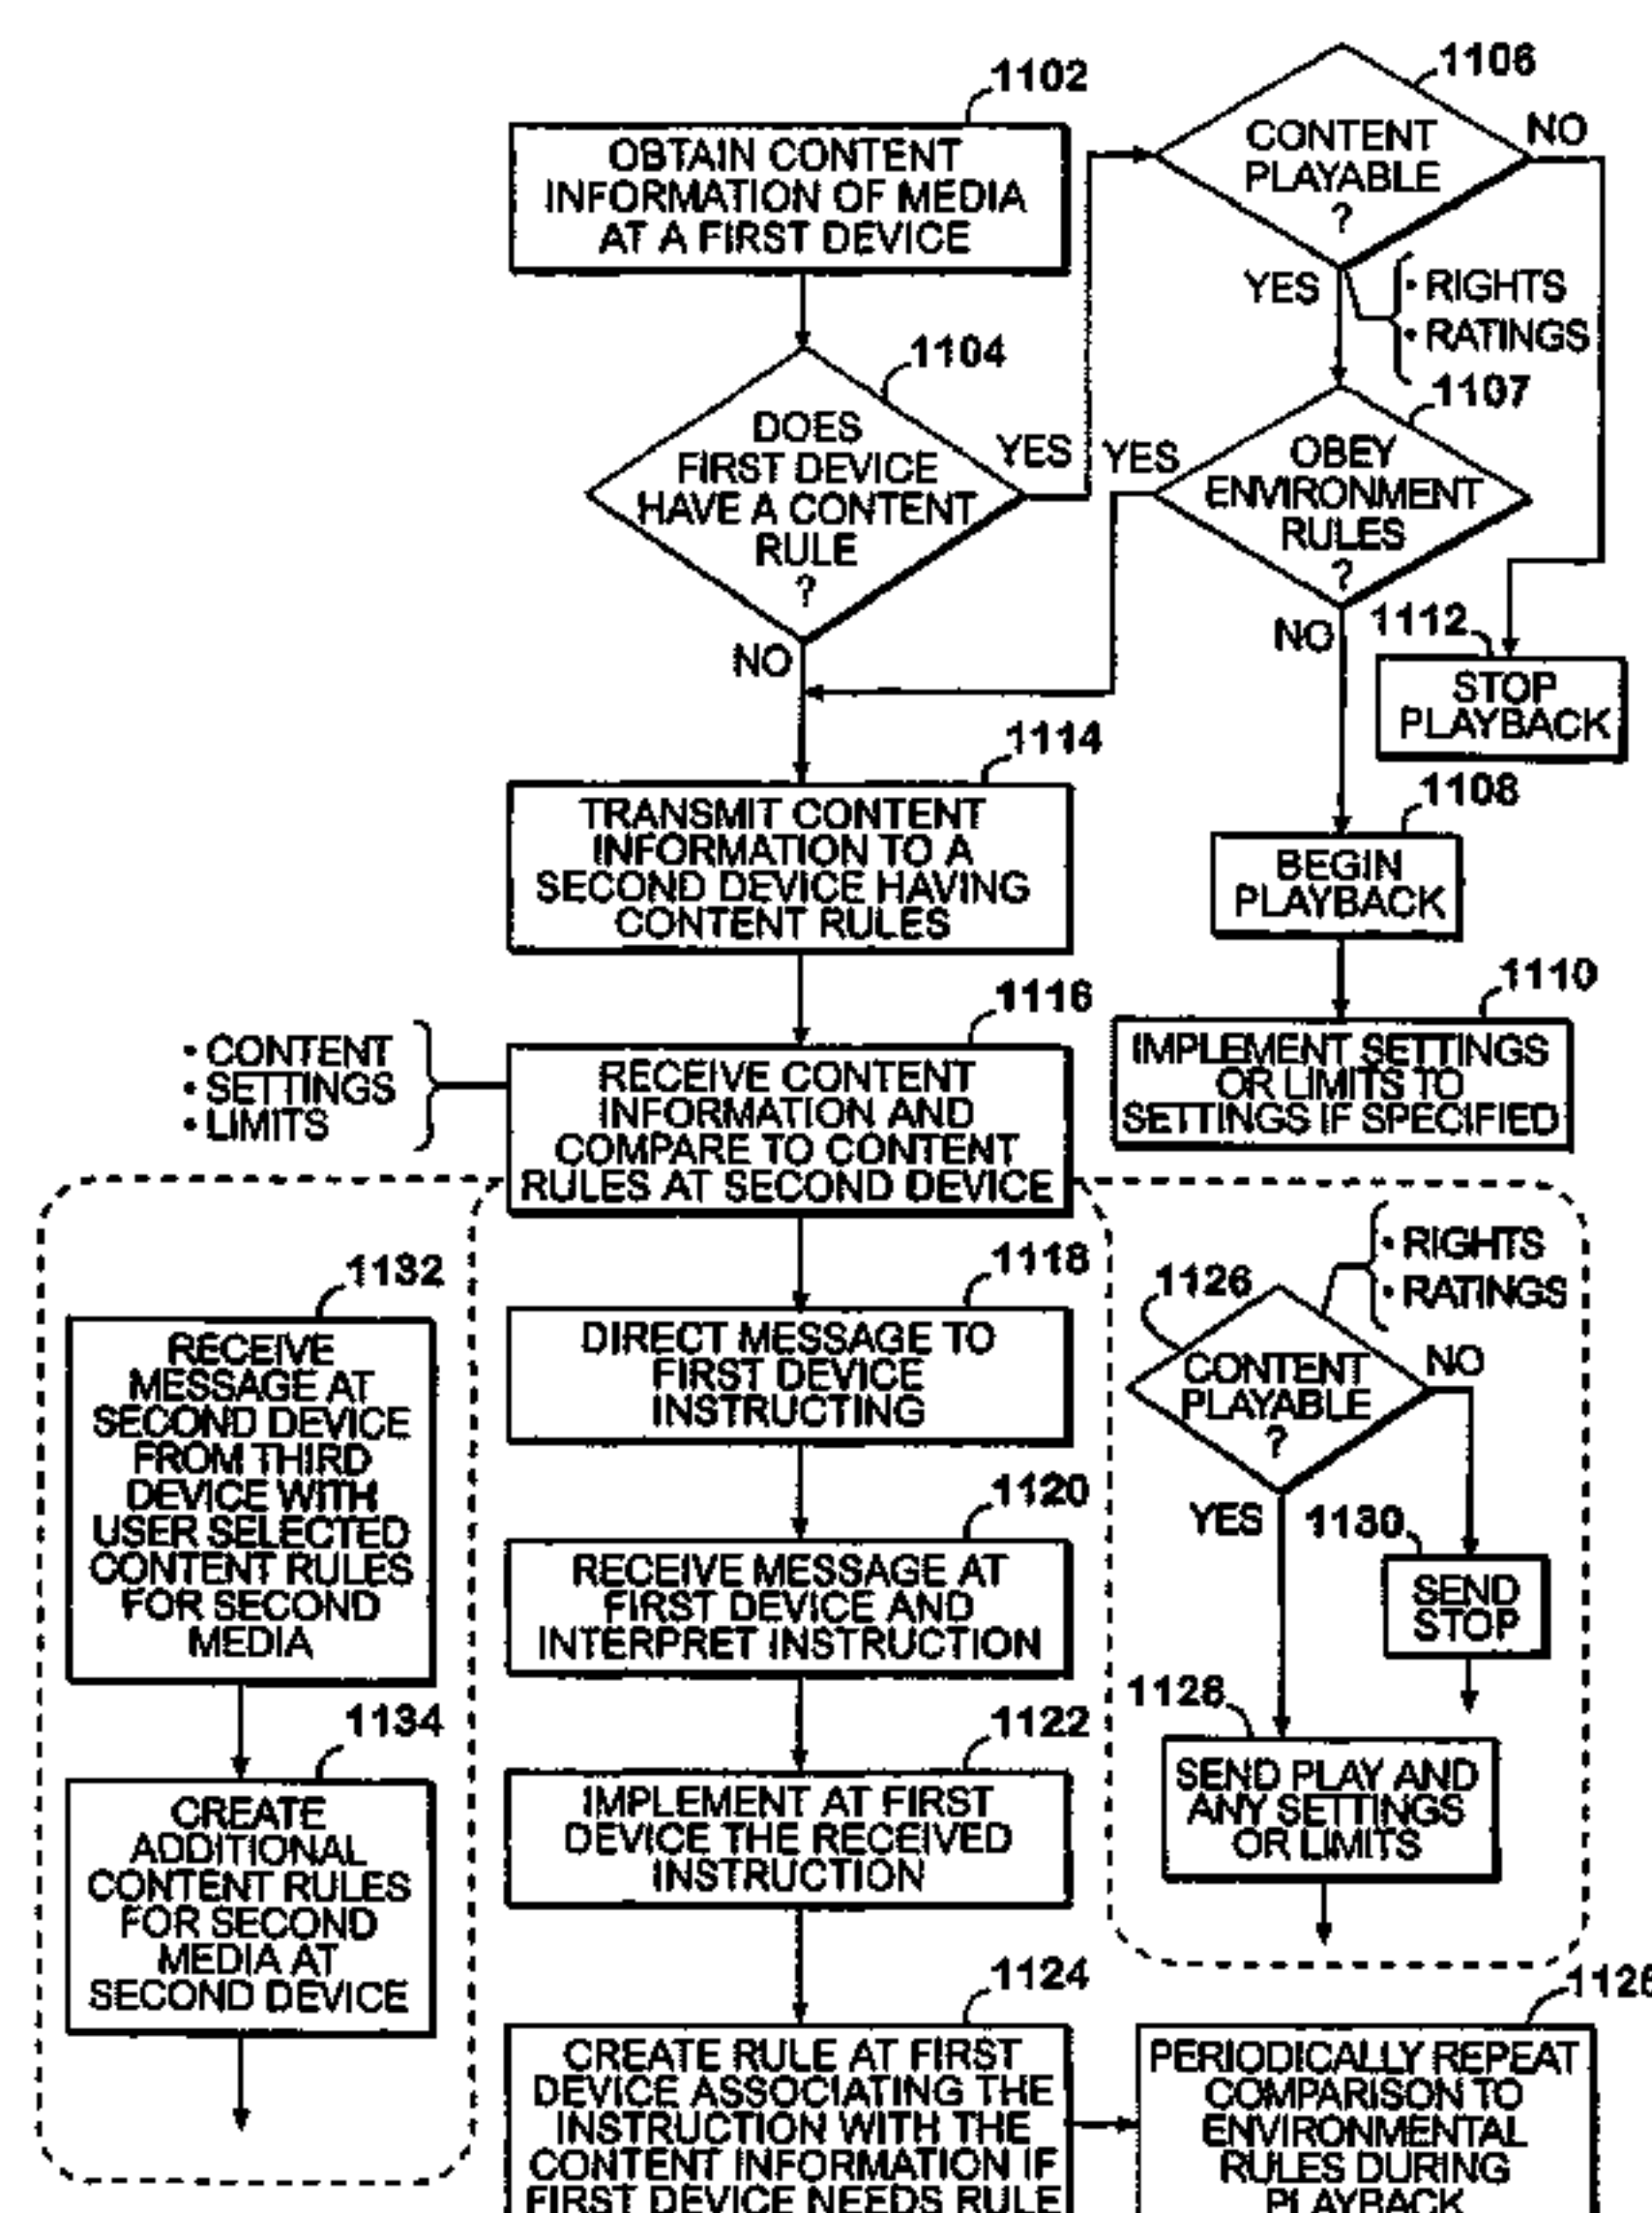 1102
OBTAIN CONTENT
INFORMATION OF MEDIA
AT A FIRST DEVICE
1106
CONTENT
PLAYABLE
?
NO
YES
• RIGHTS
• RATINGS
1104
DOES
FIRST DEVICE
HAVE A CONTENT
RULE
?
YES
NO
1107
OBEY
ENVIRONMENT
RULES
?
YES
NO
1112
STOP
PLAYBACK
1108
BEGIN
PLAYBACK
1110
IMPLEMENT SETTINGS
OR LIMITS TO
SETTINGS IF SPECIFIED
1114
TRANSMIT CONTENT
INFORMATION TO A
SECOND DEVICE HAVING
CONTENT RULES
1116
RECEIVE CONTENT
INFORMATION AND
COMPARE TO CONTENT
RULES AT SECOND DEVICE
• CONTENT
• SETTINGS
• LIMITS
1118
DIRECT MESSAGE TO
FIRST DEVICE
INSTRUCTING
1120
RECEIVE MESSAGE AT
FIRST DEVICE AND
INTERPRET INSTRUCTION
1122
IMPLEMENT AT FIRST
DEVICE THE RECEIVED
INSTRUCTION
1124
CREATE RULE AT FIRST
DEVICE ASSOCIATING THE
INSTRUCTION WITH THE
CONTENT INFORMATION IF
FIRST DEVICE NEEDS RULE
1132
RECEIVE
MESSAGE AT
SECOND DEVICE
FROM THIRD
DEVICE WITH
USER SELECTED
CONTENT RULES
FOR SECOND
MEDIA
1134
CREATE
ADDITIONAL
CONTENT RULES
FOR SECOND
MEDIA AT
SECOND DEVICE
1126
CONTENT
PLAYABLE
?
• RIGHTS
• RATINGS
NO
YES
1130
SEND
STOP
1128
SEND PLAY AND
ANY SETTINGS
OR LIMITS
PERIODICALLY REPEAT
COMPARISON TO
ENVIRONMENTAL
RULES DURING
PLAYBACK